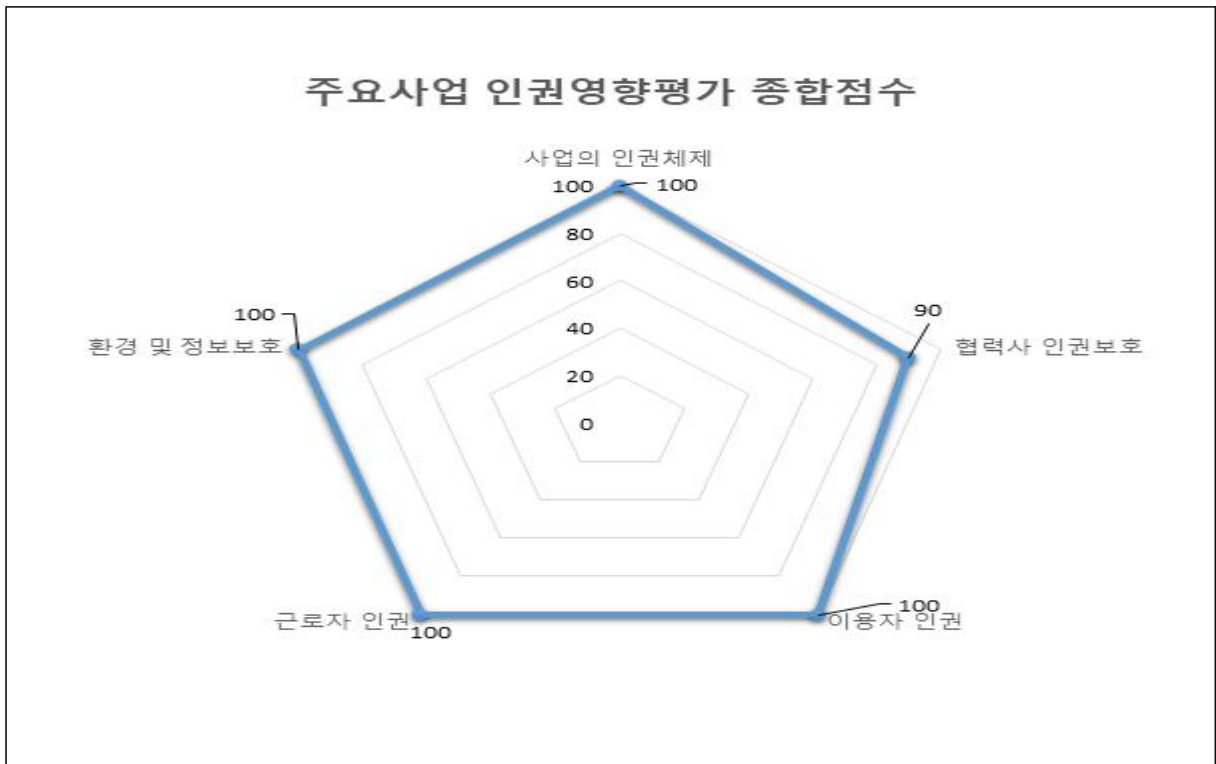 주요사업 인권영향평가 종합점수
사업의 인권체제
100 100
80
60
40
20
0
90
협력사 인권보호
100
이용자 인권
근로자 인권
100
100
환경 및 정보보호